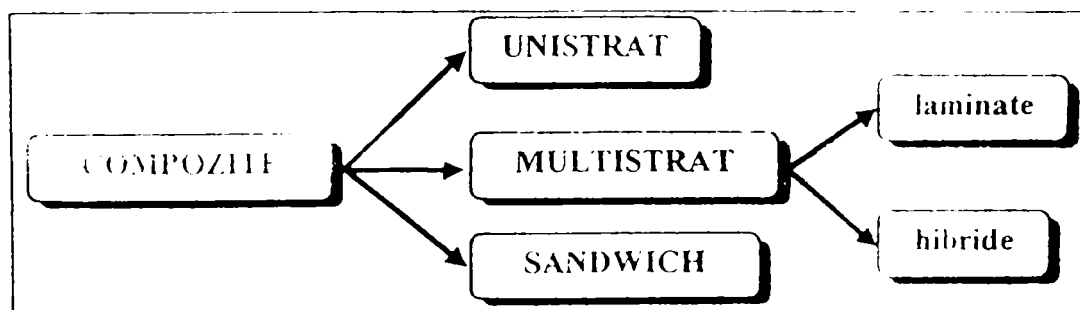 UNISTRAT
laminate
COMPOZITE
MULTISTRAT
hibride
SANDWICH